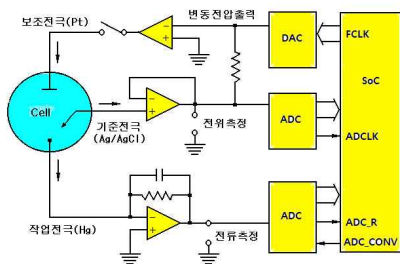 보조전극(Pt)
변동전압출력
DAC
FCLK
SoC
Cell
기준전극
(Ag/AgCl)
전위측정
ADC
ADCLK
작업전극(Hg)
전류측정
ADC
ADC_R
ADC_CONV